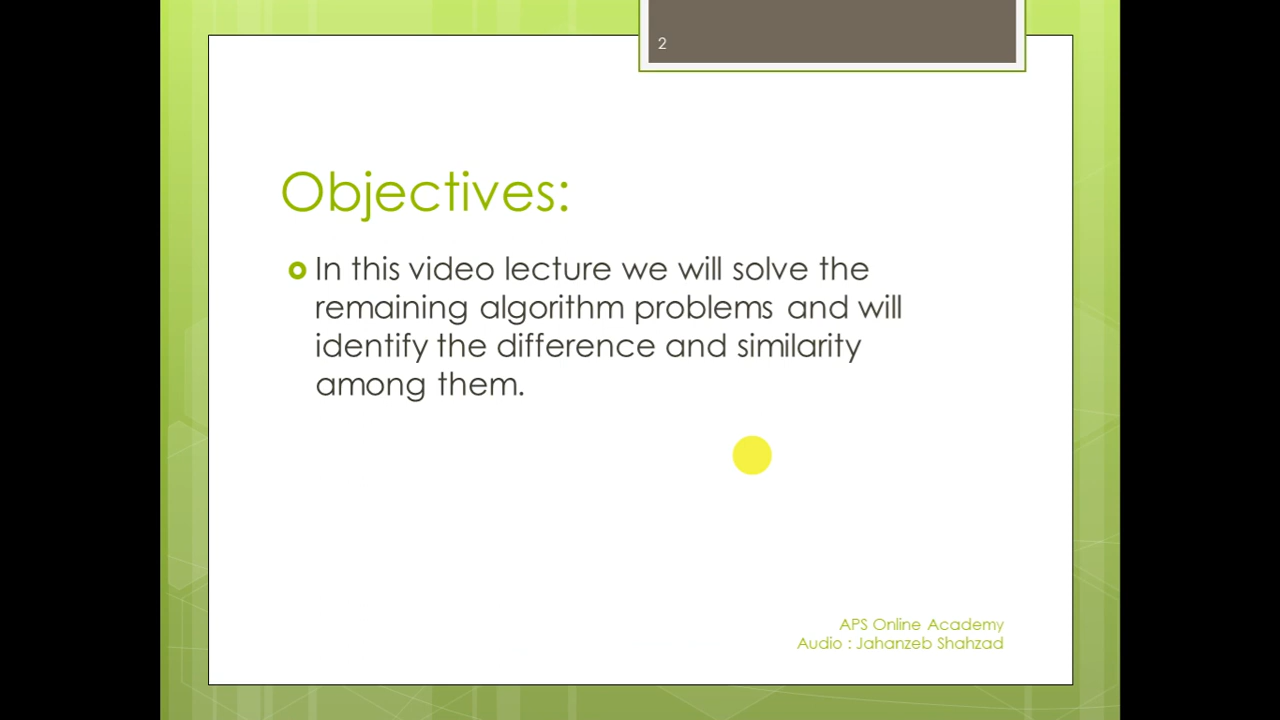 2
Objectives:
In this video lecture we will solve the
remaining algorithm problems and will
identify the difference and similarity
among them.
APS Online Academy
Audio : Jahanzeb Shahzad